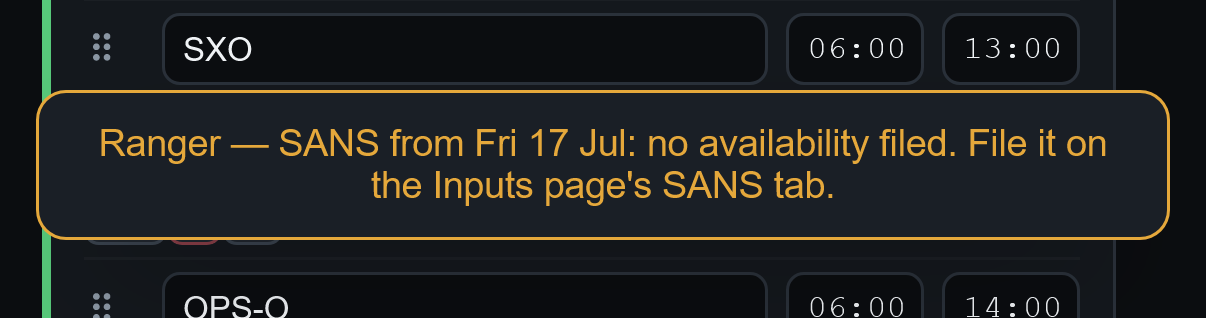 SXO 06:00 13:00
Ranger — SANS from Fri 17 Jul: no availability filed. File it on
the Inputs page's SANS tab.
OPS-O 06:00 14:00